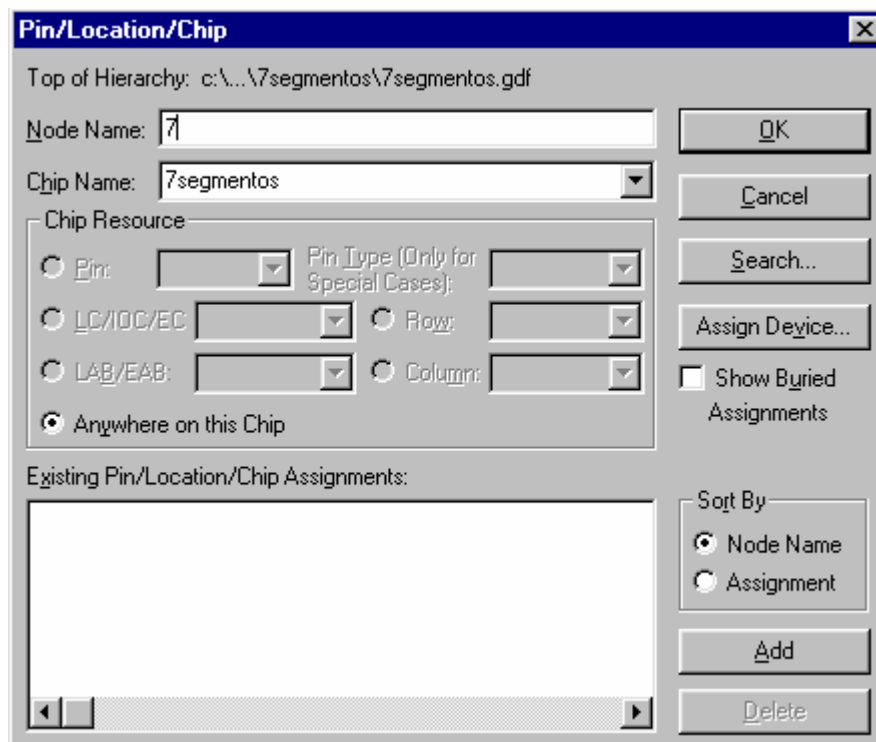 Pin/Location/Chip
Top of Hierarchy: c:\...\7segmentos\7segmentos.gdf
Node Name: 7
OK
Chip Name: 7segmentos
Cancel
Chip Resource
Pin:
Pin Type (Only for
Special Cases):
Search...
LC/IOC/EC
Row:
Assign Device...
LAB/EAB:
Column:
Show Buried
Assignments
Anywhere on this Chip
Existing Pin/Location/Chip Assignments:
Sort By
Node Name
Assignment
Add
Delete